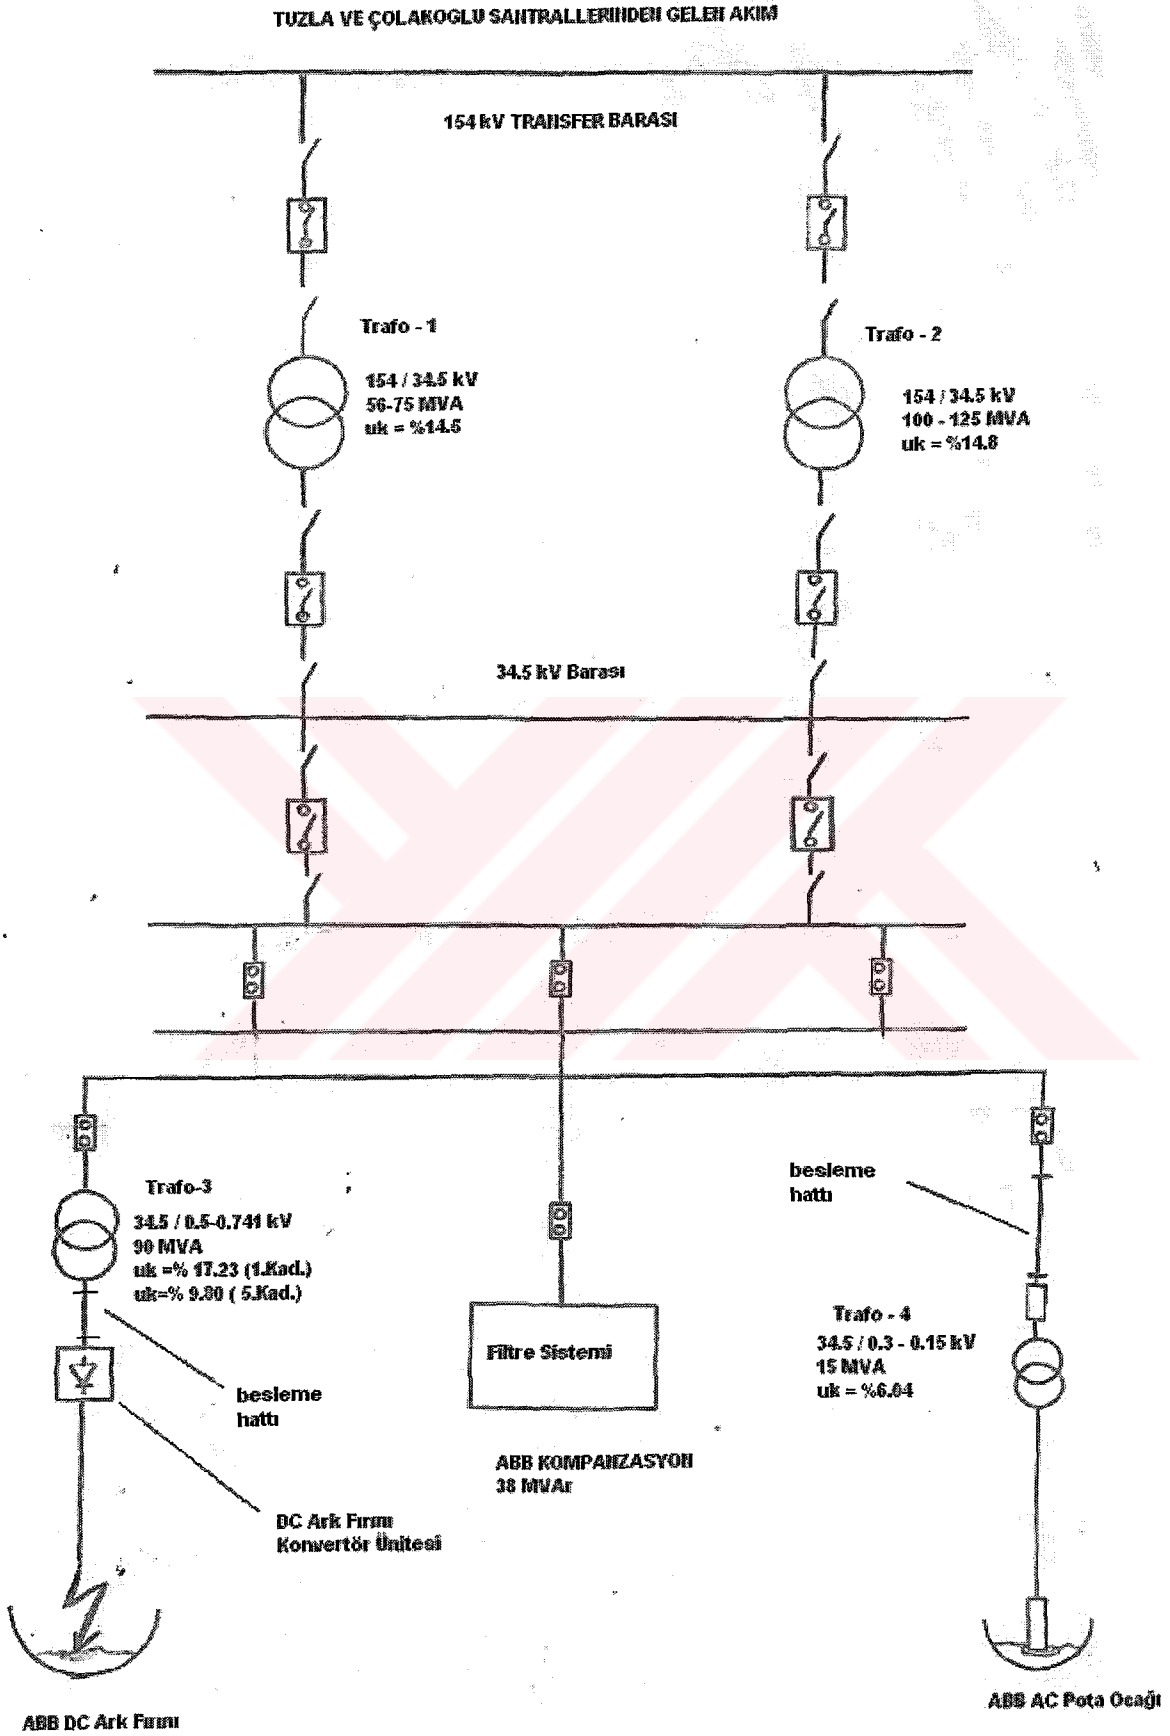 TUZLA VE ÇOLAKOGLU SANTRALLERINDEN GELEN AKIM
154 kV TRANSFER BARASI
Trafo - 1
154 / 34.5 kV
56-75 MVA
uk = %14.5
Trafo - 2
154 / 34.5 kV
100 - 125 MVA
uk = %14.8
34.5 kV Barası
Trafo-3
34.5 / 0.5-0.741 kV
90 MVA
uk =% 17.23 (1.Kad.)
uk=% 9.80 ( 5.Kad.)
besleme
hattı
besleme
hattı
Trafo - 4
34.5 / 0.3 - 0.15 kV
15 MVA
uk = %6.04
Filtre Sistemi
ABB KOMPANZASYON
38 MVAr
DC Ark Fırını
Konvertör Ünitesi
ABB DC Ark Fırını
ABB AC Pota Ocağı